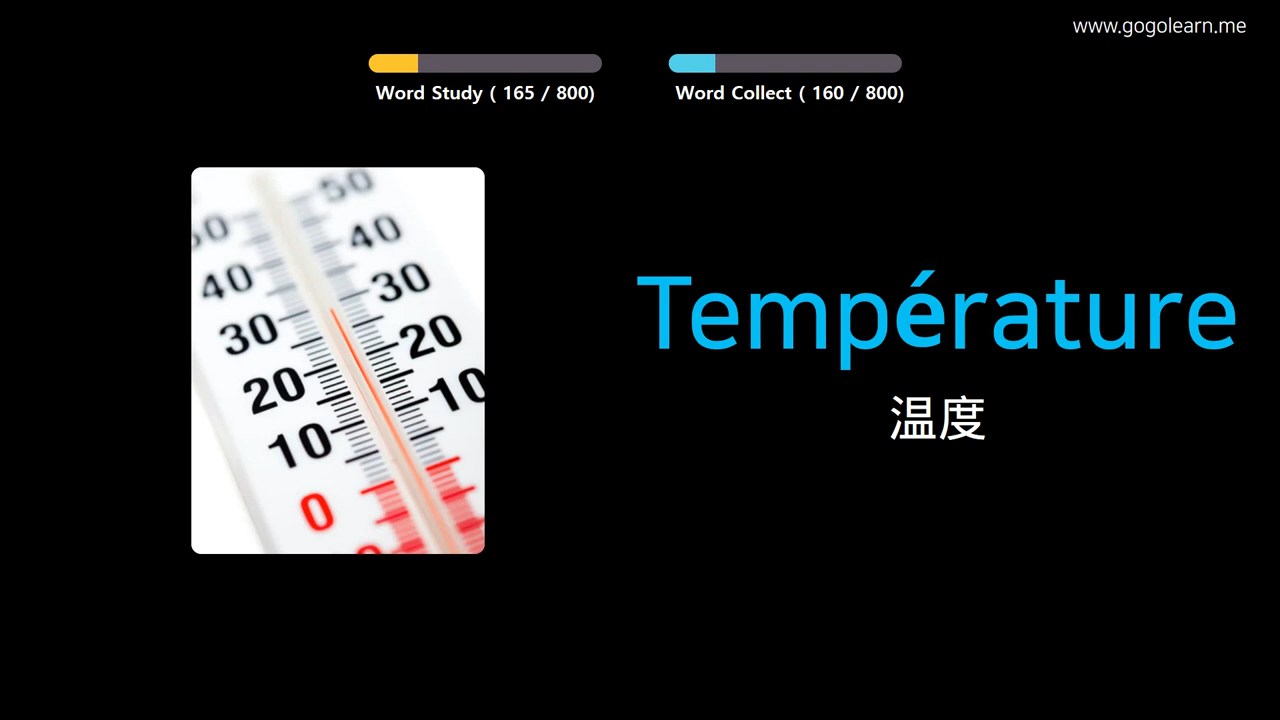 www.gogolearn.me
Word Study ( 165 / 800)
Word Collect ( 160 / 800)
50
50
40
40
30
30
20
20
10
10
0
Température
温度